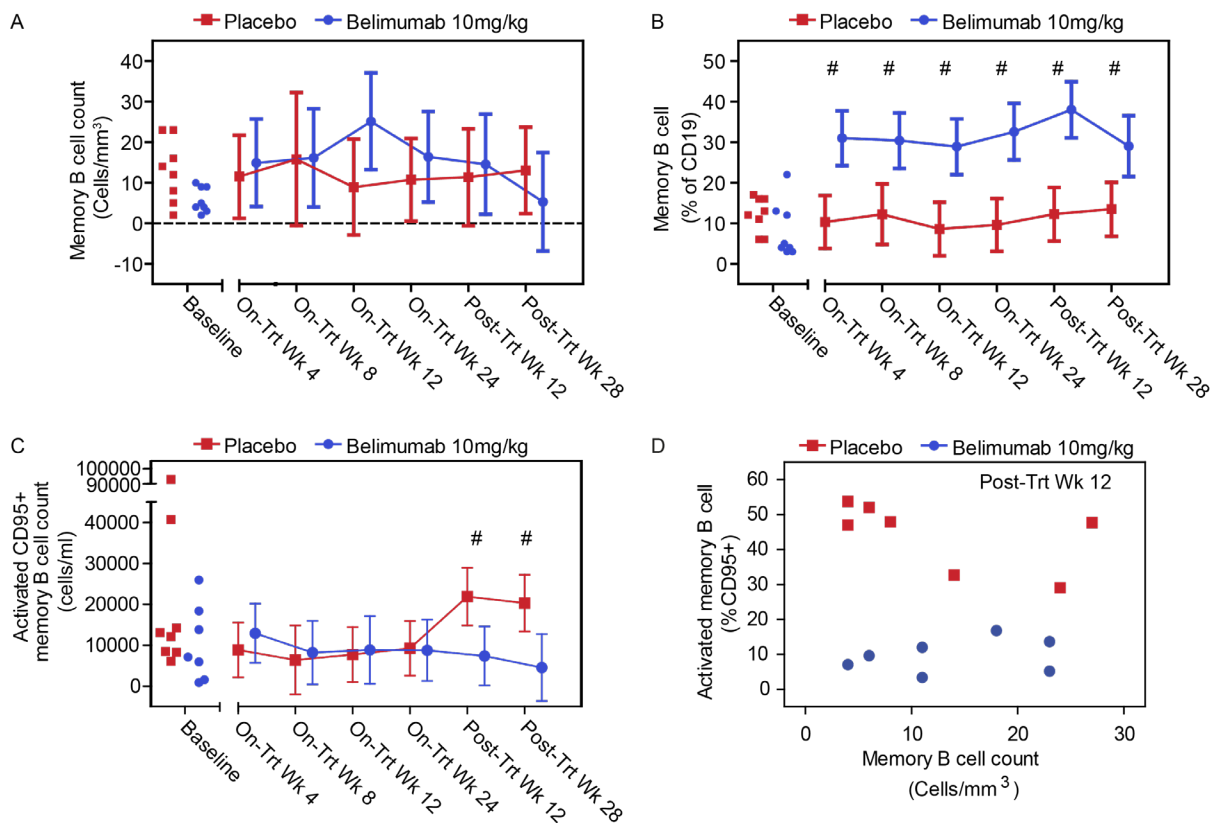 A
Placebo
Belimumab 10mg/kg
Memory B cell count
(Cells/mm³)
40
30
20
10
0
-10
Baseline
On-Trt Wk 4
On-Trt Wk 8
On-Trt Wk 12
On-Trt Wk 24
Post-Trt Wk 12
Post-Trt Wk 28
B
Placebo
Belimumab 10mg/kg
Memory B cell
(% of CD19)
50
40
30
20
10
0
# # # # # #
Baseline
On-Trt Wk 4
On-Trt Wk 8
On-Trt Wk 12
On-Trt Wk 24
Post-Trt Wk 12
Post-Trt Wk 28
C
Placebo
Belimumab 10mg/kg
Activated CD95+
memory B cell count
(cells/ml)
100000
90000
40000
30000
20000
10000
0
# #
Baseline
On-Trt Wk 4
On-Trt Wk 8
On-Trt Wk 12
On-Trt Wk 24
Post-Trt Wk 12
Post-Trt Wk 28
D
Placebo
Belimumab 10mg/kg
Post-Trt Wk 12
Activated memory B cell
(%CD95+)
60
50
40
30
20
10
0
0 10 20 30
Memory B cell count
(Cells/mm³)